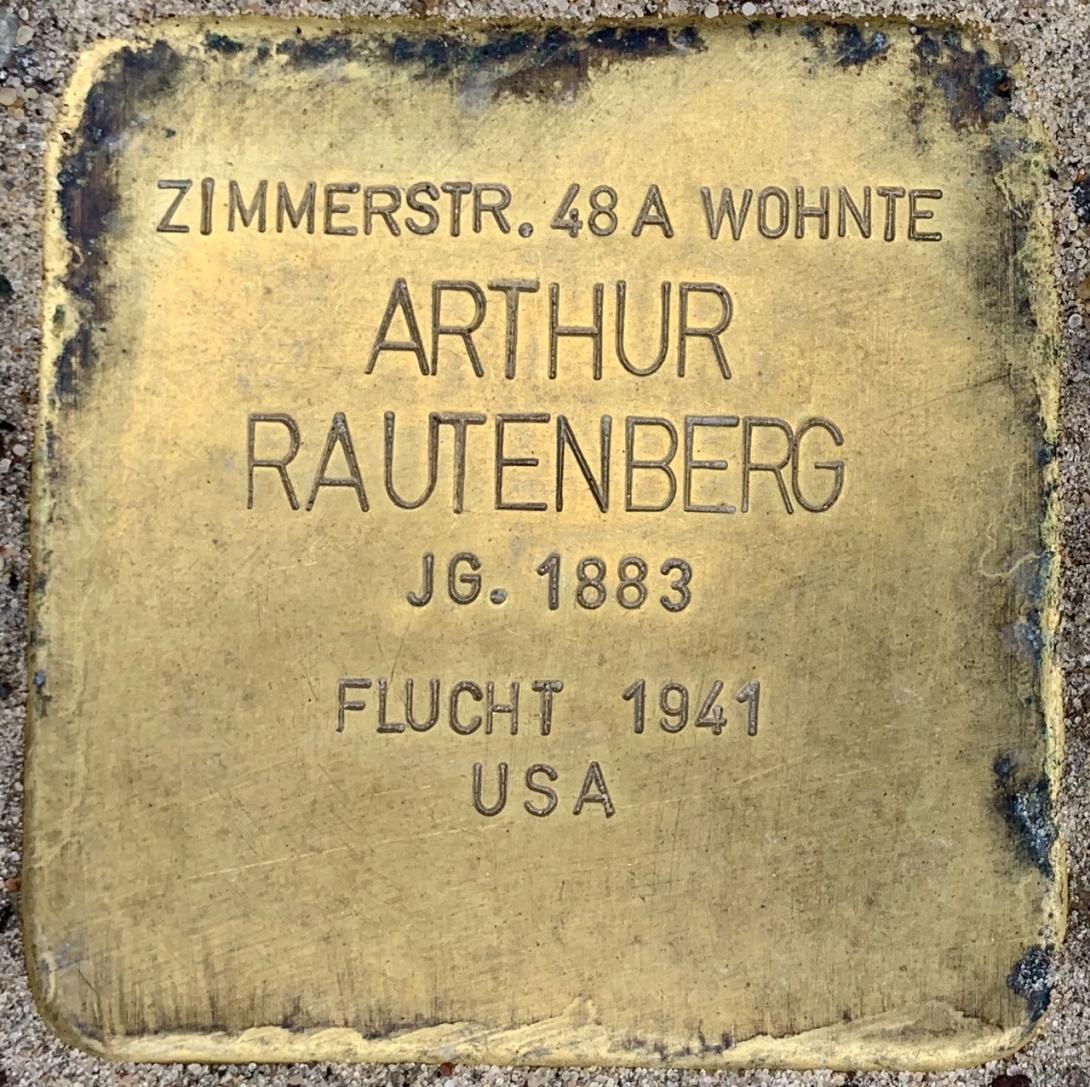 ZIMMERSTR. 48 A WOHNTE
ARTHUR
RAUTENBERG
JG. 1883
FLUCHT 1941
USA